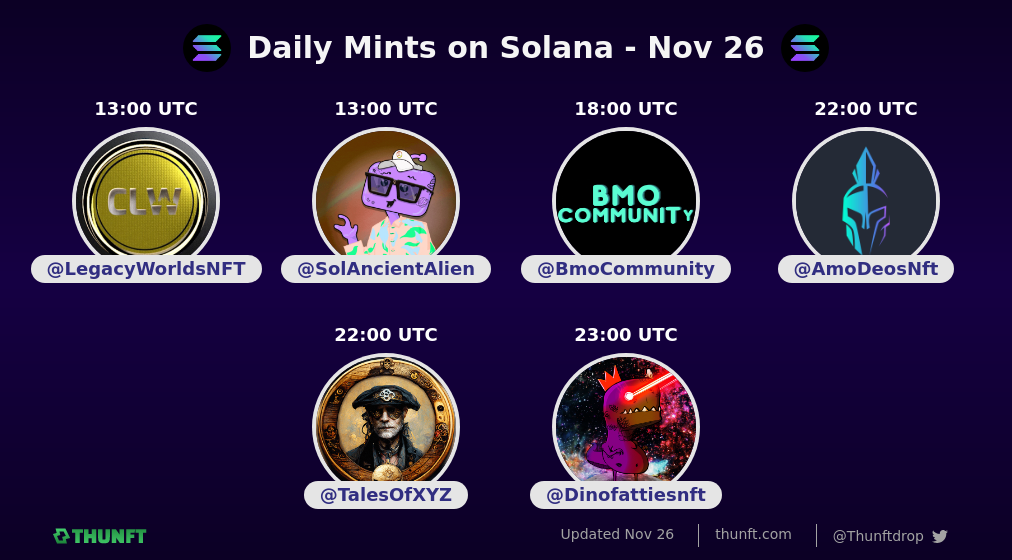 Daily Mints on Solana - Nov 26
13:00 UTC
13:00 UTC
18:00 UTC
22:00 UTC
CLW
BMO
COMMUNITY
@LegacyWorldsNFT
@SolAncientAlien
@BmoCommunity
@AmoDeosNft
22:00 UTC
23:00 UTC
@TalesOfXYZ
@Dinofattiesnft
THUNFT
Updated Nov 26
thunft.com
@Thunftdrop